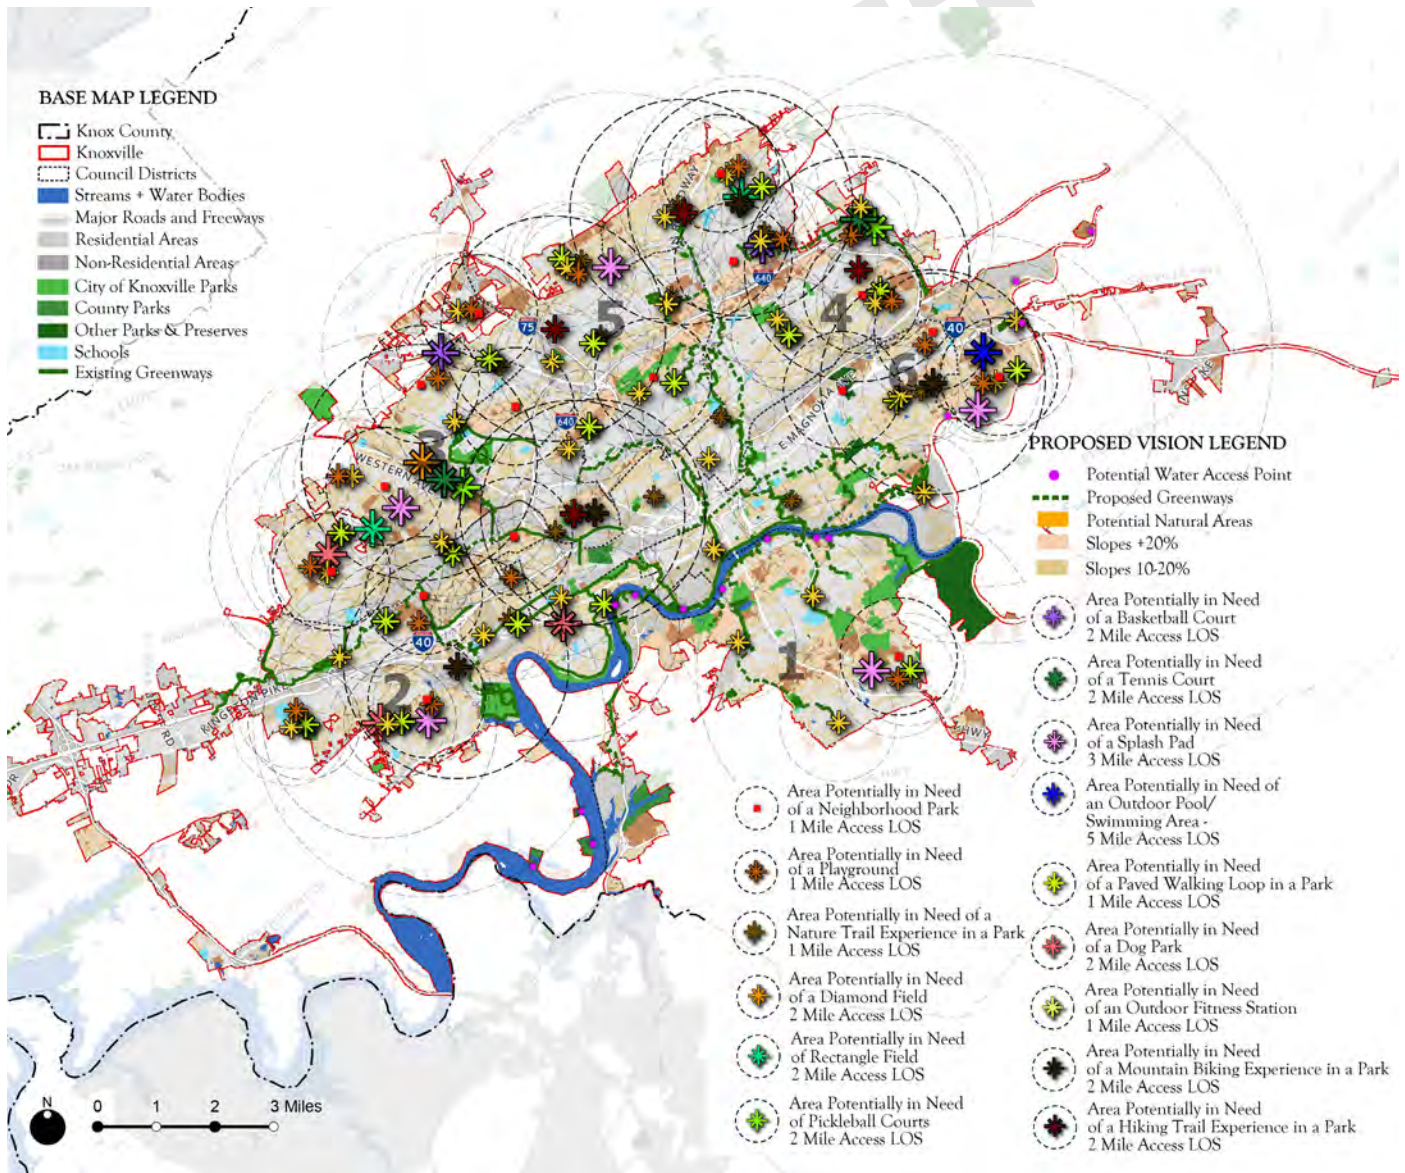 BASE MAP LEGEND
Knox County
Knoxville
Council Districts
Streams + Water Bodies
Major Roads and Freeways
Residential Areas
Non-Residential Areas
City of Knoxville Parks
County Parks
Other Parks & Preserves
Schools
Existing Greenways
5
4
6
3
2
1
75
640
640
40
40
WESTERN
E MAGNOLIA
KINGSTON PIKE
RD
HWY
PROPOSED VISION LEGEND
Potential Water Access Point
Proposed Greenways
Potential Natural Areas
Slopes +20%
Slopes 10-20%
Area Potentially in Need
of a Basketball Court
2 Mile Access LOS
Area Potentially in Need
of a Tennis Court
2 Mile Access LOS
Area Potentially in Need
of a Splash Pad
3 Mile Access LOS
Area Potentially in Need of
an Outdoor Pool/
Swimming Area -
5 Mile Access LOS
Area Potentially in Need
of a Paved Walking Loop in a Park
1 Mile Access LOS
Area Potentially in Need
of a Dog Park
2 Mile Access LOS
Area Potentially in Need
of an Outdoor Fitness Station
1 Mile Access LOS
Area Potentially in Need
of a Mountain Biking Experience in a Park
2 Mile Access LOS
Area Potentially in Need
of a Hiking Trail Experience in a Park
2 Mile Access LOS
Area Potentially in Need
of a Neighborhood Park
1 Mile Access LOS
Area Potentially in Need
of a Playground
1 Mile Access LOS
Area Potentially in Need of a
Nature Trail Experience in a Park
1 Mile Access LOS
Area Potentially in Need
of a Diamond Field
2 Mile Access LOS
Area Potentially in Need
of Rectangle Field
2 Mile Access LOS
Area Potentially in Need
of Pickleball Courts
2 Mile Access LOS
N
0 1 2 3 Miles